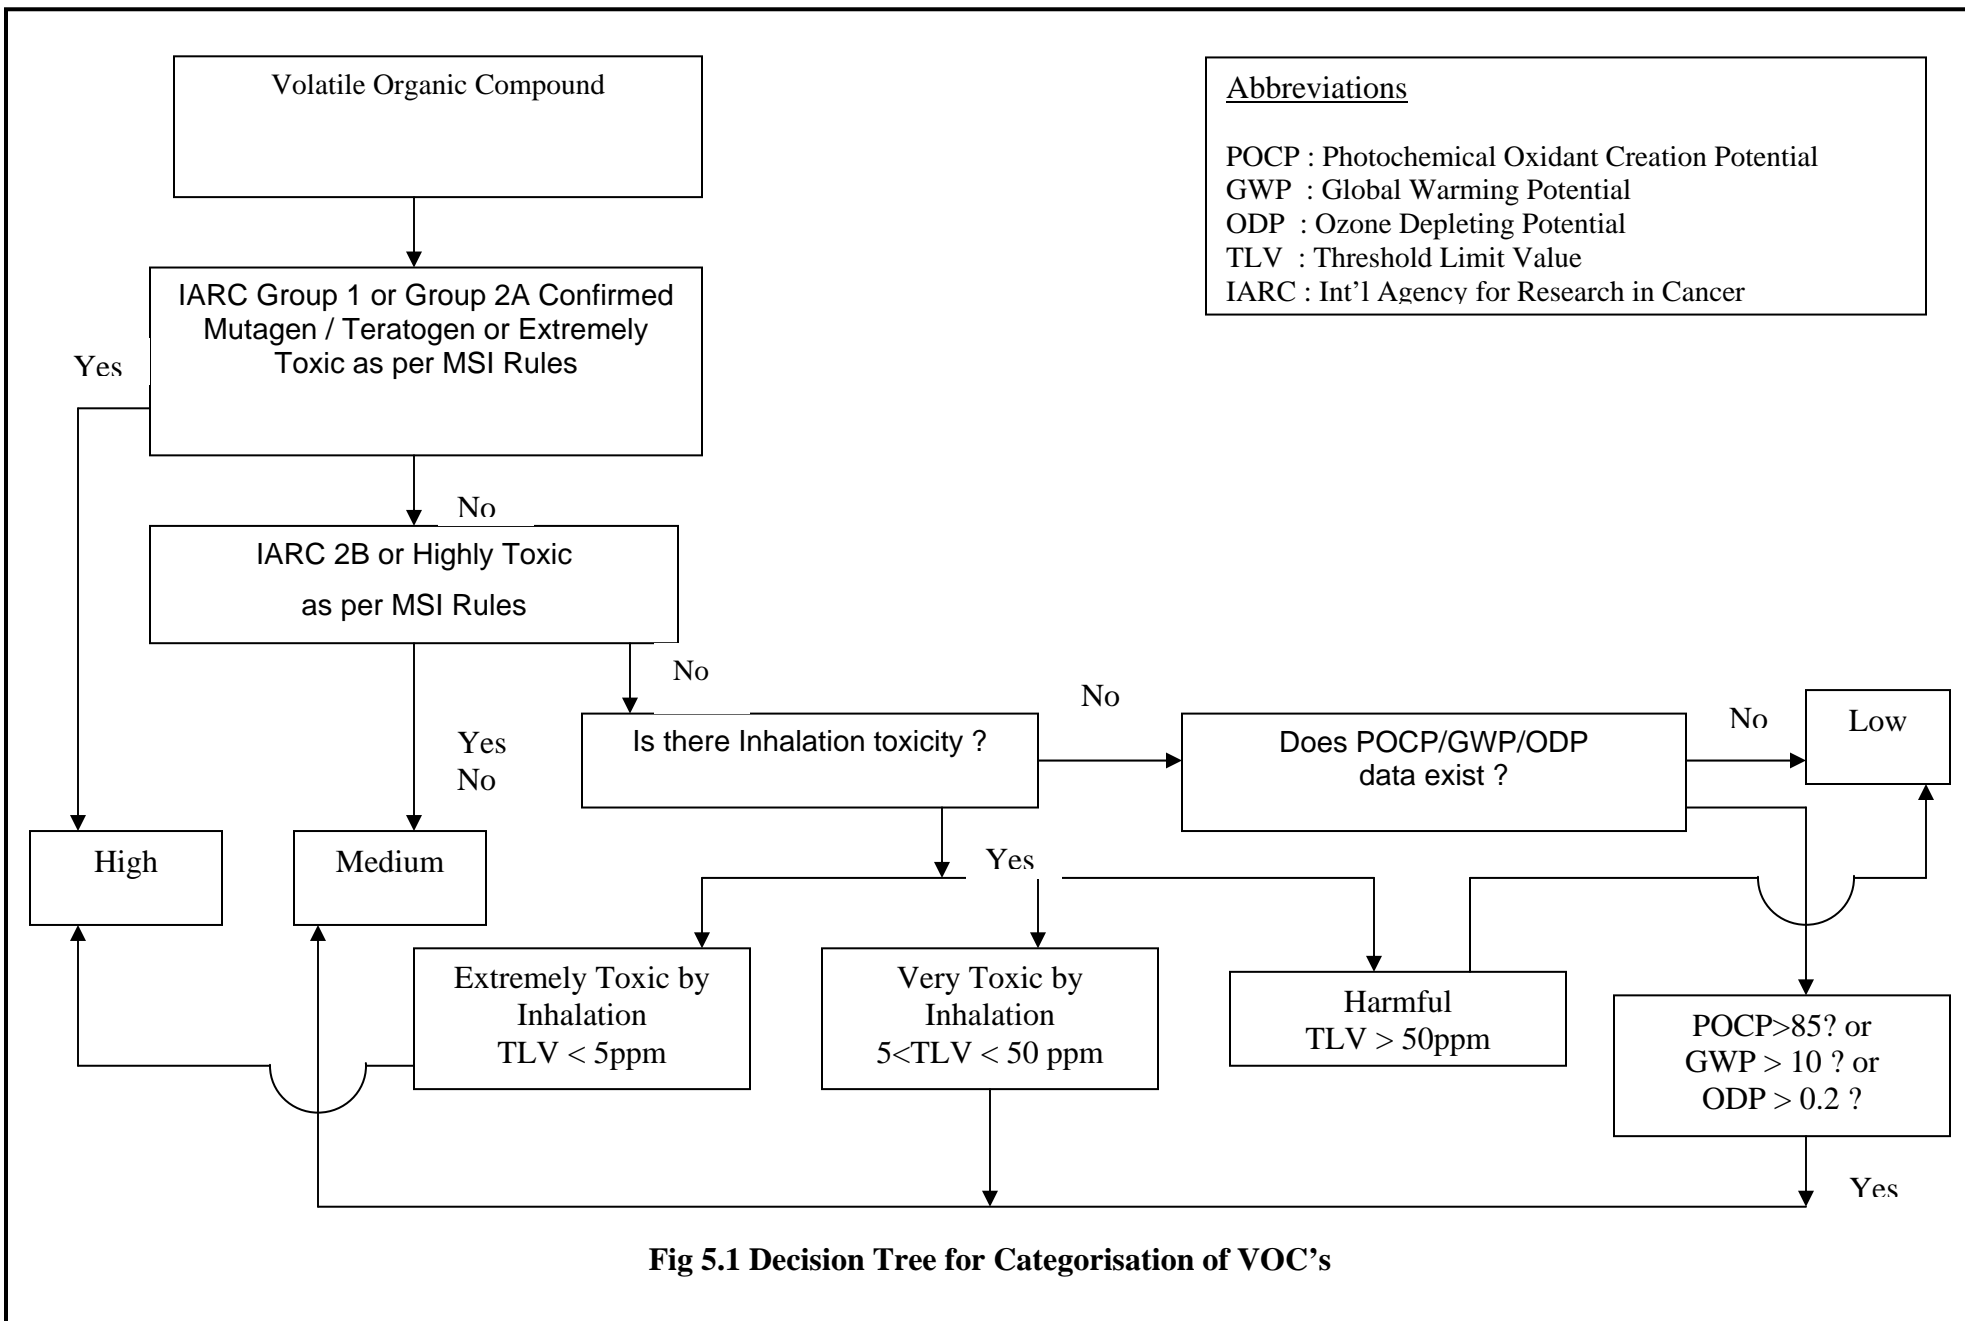 Volatile Organic Compound
Abbreviations
POCP : Photochemical Oxidant Creation Potential
GWP : Global Warming Potential
ODP : Ozone Depleting Potential
TLV : Threshold Limit Value
IARC : Int'l Agency for Research in Cancer
IARC Group 1 or Group 2A Confirmed
Mutagen / Teratogen or Extremely
Toxic as per MSI Rules
Yes
No
IARC 2B or Highly Toxic
as per MSI Rules
No
Yes
No
Is there Inhalation toxicity ?
No
Does POCP/GWP/ODP
data exist ?
No
Low
High
Medium
Yes
Extremely Toxic by
Inhalation
TLV < 5ppm
Very Toxic by
Inhalation
5<TLV < 50 ppm
Harmful
TLV > 50ppm
POCP>85? or
GWP > 10 ? or
ODP > 0.2 ?
Yes
Fig 5.1 Decision Tree for Categorisation of VOC's